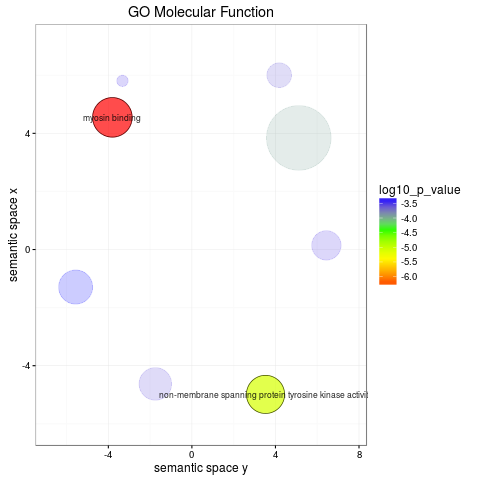 GO Molecular Function
myosin binding
non-membrane spanning protein tyrosine kinase activit
4
0
-4
-4
0
4
8
semantic space x
semantic space y
log10_p_value
-3.5
-4.0
-4.5
-5.0
-5.5
-6.0